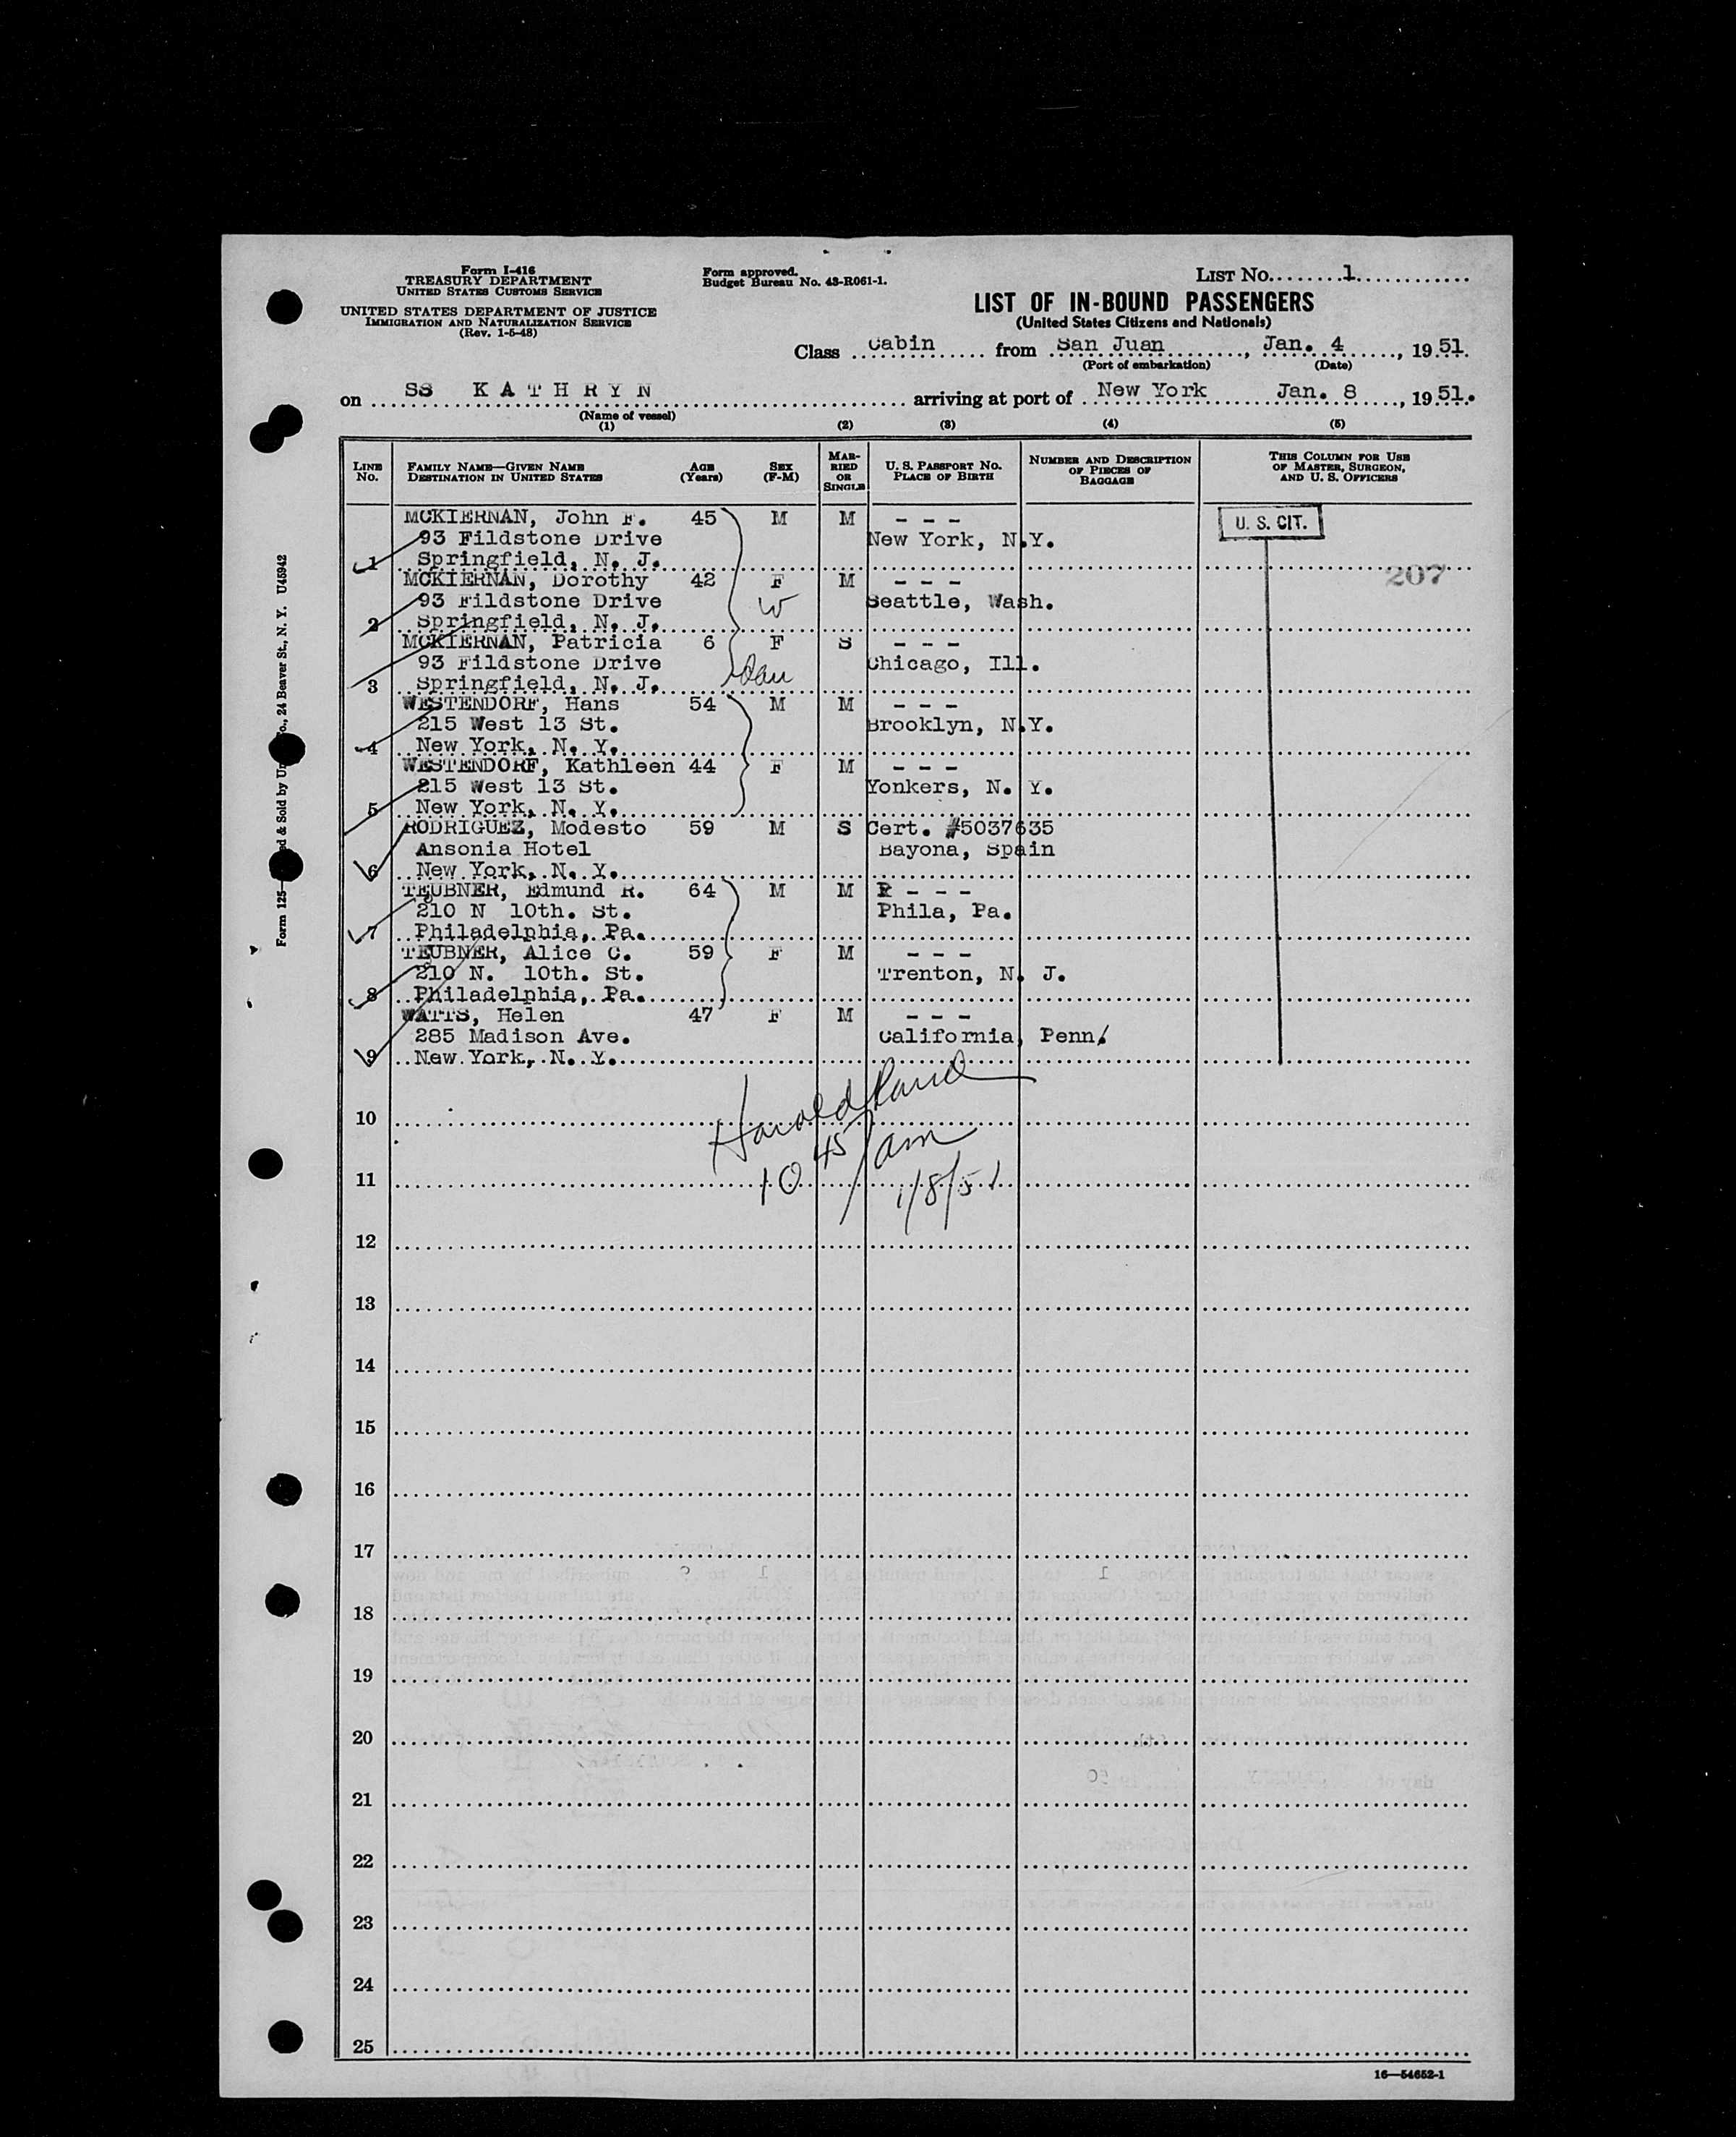 Form I-416
TREASURY DEPARTMENT
UNITED STATES CUSTOMS SERVICE
UNITED STATES DEPARTMENT OF JUSTICE
IMMIGRATION AND NATURALIZATION SERVICE
(Rev. 1-5-48)
Form approved.
Budget Bureau No. 43-R061-1.
LIST No. 1
LIST OF IN-BOUND PASSENGERS
(United States Citizens and Nationals)
Class Cabin from San Juan, Jan. 4, 1951.
(Port of embarkation) (Date)
on SS KATHRYN arriving at port of New York Jan. 8, 1951.
(Name of vessel)
(1) (2) (3) (4) (5)
LINE No. FAMILY NAME—GIVEN NAME DESTINATION IN UNITED STATES AGE (Years) SEX (F-M) MARRIED OR SINGLE U. S. PASSPORT No. PLACE OF BIRTH NUMBER AND DESCRIPTION OF PIECES OF BAGGAGE THIS COLUMN FOR USE OF MASTER, SURGEON, AND U. S. OFFICERS
MCKIERNAN, John F. 45 M M - - - U. S. CIT.
93 Fildstone Drive New York, N.Y.
1 Springfield, N. J.
MCKIERNAN, Dorothy 42 F M - - - 207
93 Fildstone Drive W Seattle, Wash.
2 Springfield, N. J.
MCKIERNAN, Patricia 6 F S - - -
93 Fildstone Drive Dau Chicago, Ill.
3 Springfield, N. J.
WESTENDORF, Hans 54 M M - - -
215 West 13 St. Brooklyn, N.Y.
4 New York, N. Y.
WESTENDORF, Kathleen 44 F M - - -
215 West 13 St. Yonkers, N. Y.
5 New York, N. Y.
RODRIGUEZ, Modesto 59 M S Cert. #5037635
Ansonia Hotel Bayona, Spain
6 New York, N. Y.
TEUBNER, Edmund R. 64 M M - - -
210 N 10th. St. Phila, Pa.
7 Philadelphia, Pa.
TEUBNER, Alice C. 59 F M - - -
210 N. 10th. St. Trenton, N. J.
8 Philadelphia, Pa.
WATTS, Helen 47 F M - - -
285 Madison Ave. California, Penn.
9 New York, N. Y.
Harold
10
10 45 am
11 1/8/51
12
13
14
15
16
17
18
19
20
21
22
23
24
25
16—54652-1
Form 125— ed & Sold by Un o., 24 Beaver St., N. Y. U45942